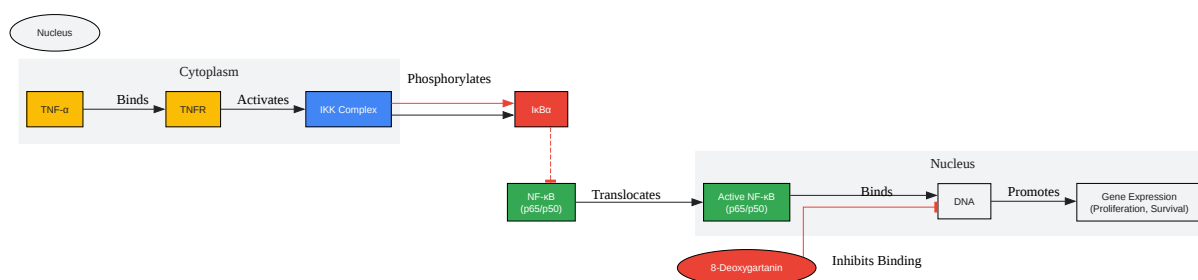 Nucleus
Cytoplasm
Phosphorylates
TNF-α
Binds
TNFR
Activates
IKK Complex
IκBα
Nucleus
NF-κB
(p65/p50)
Translocates
Active NF-κB
(p65/p50)
Binds
DNA
Promotes
Gene Expression
(Proliferation, Survival)
8-Deoxygartanin
Inhibits Binding